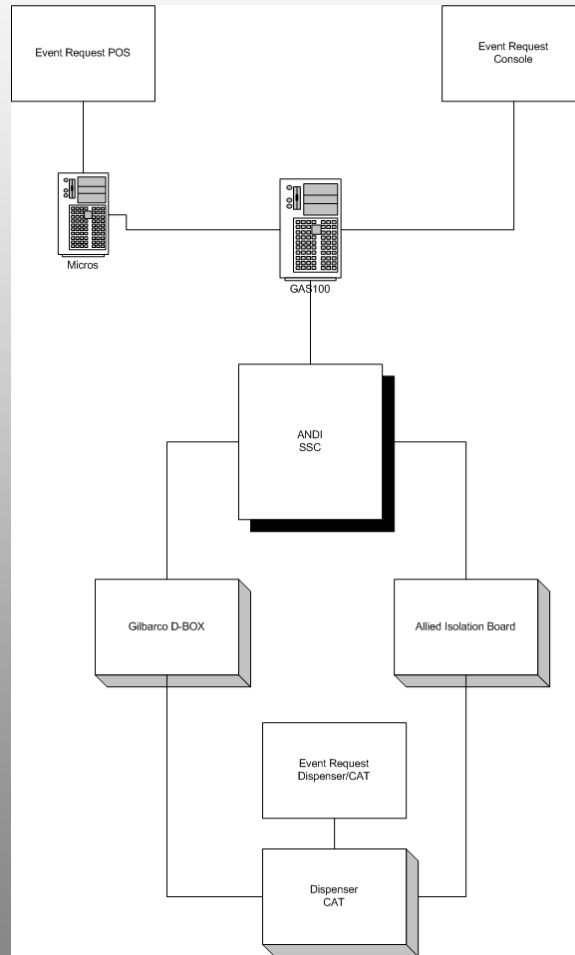 Event Request POS
Event Request
Console
Micros
GAS100
ANDI
SSC
Gilbarco D-BOX
Allied Isolation Board
Event Request
Dispenser/CAT
Dispenser
CAT